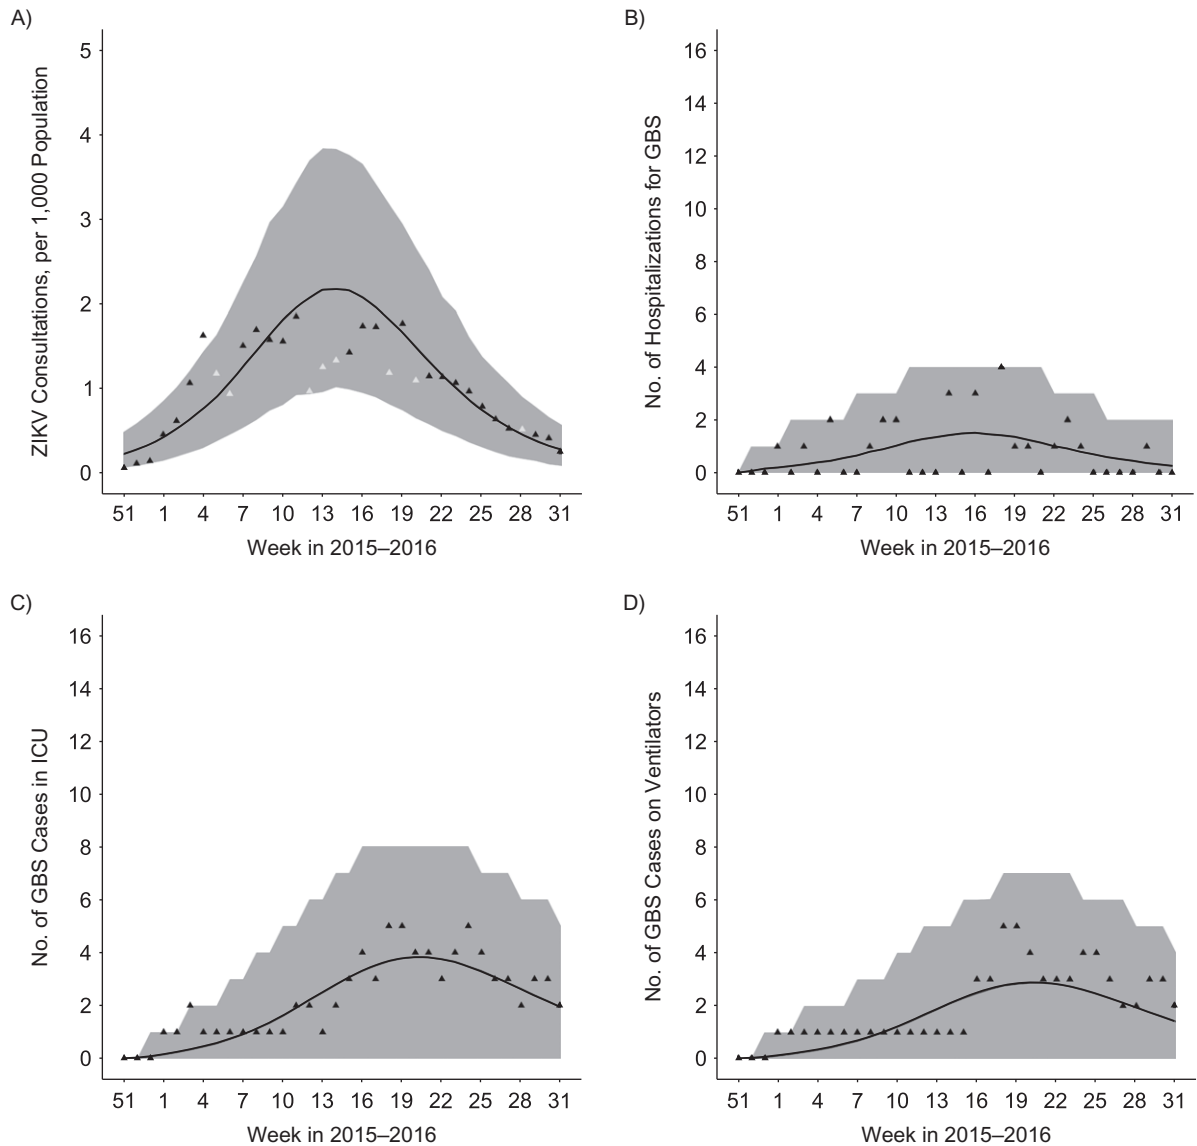 A)
ZIKV Consultations, per 1,000 Population
5
4
3
2
1
0
51 1 4 7 10 13 16 19 22 25 28 31
Week in 2015–2016
B)
No. of Hospitalizations for GBS
16
14
12
10
8
6
4
2
0
51 1 4 7 10 13 16 19 22 25 28 31
Week in 2015–2016
C)
No. of GBS Cases in ICU
16
14
12
10
8
6
4
2
0
51 1 4 7 10 13 16 19 22 25 28 31
Week in 2015–2016
D)
No. of GBS Cases on Ventilators
16
14
12
10
8
6
4
2
0
51 1 4 7 10 13 16 19 22 25 28 31
Week in 2015–2016